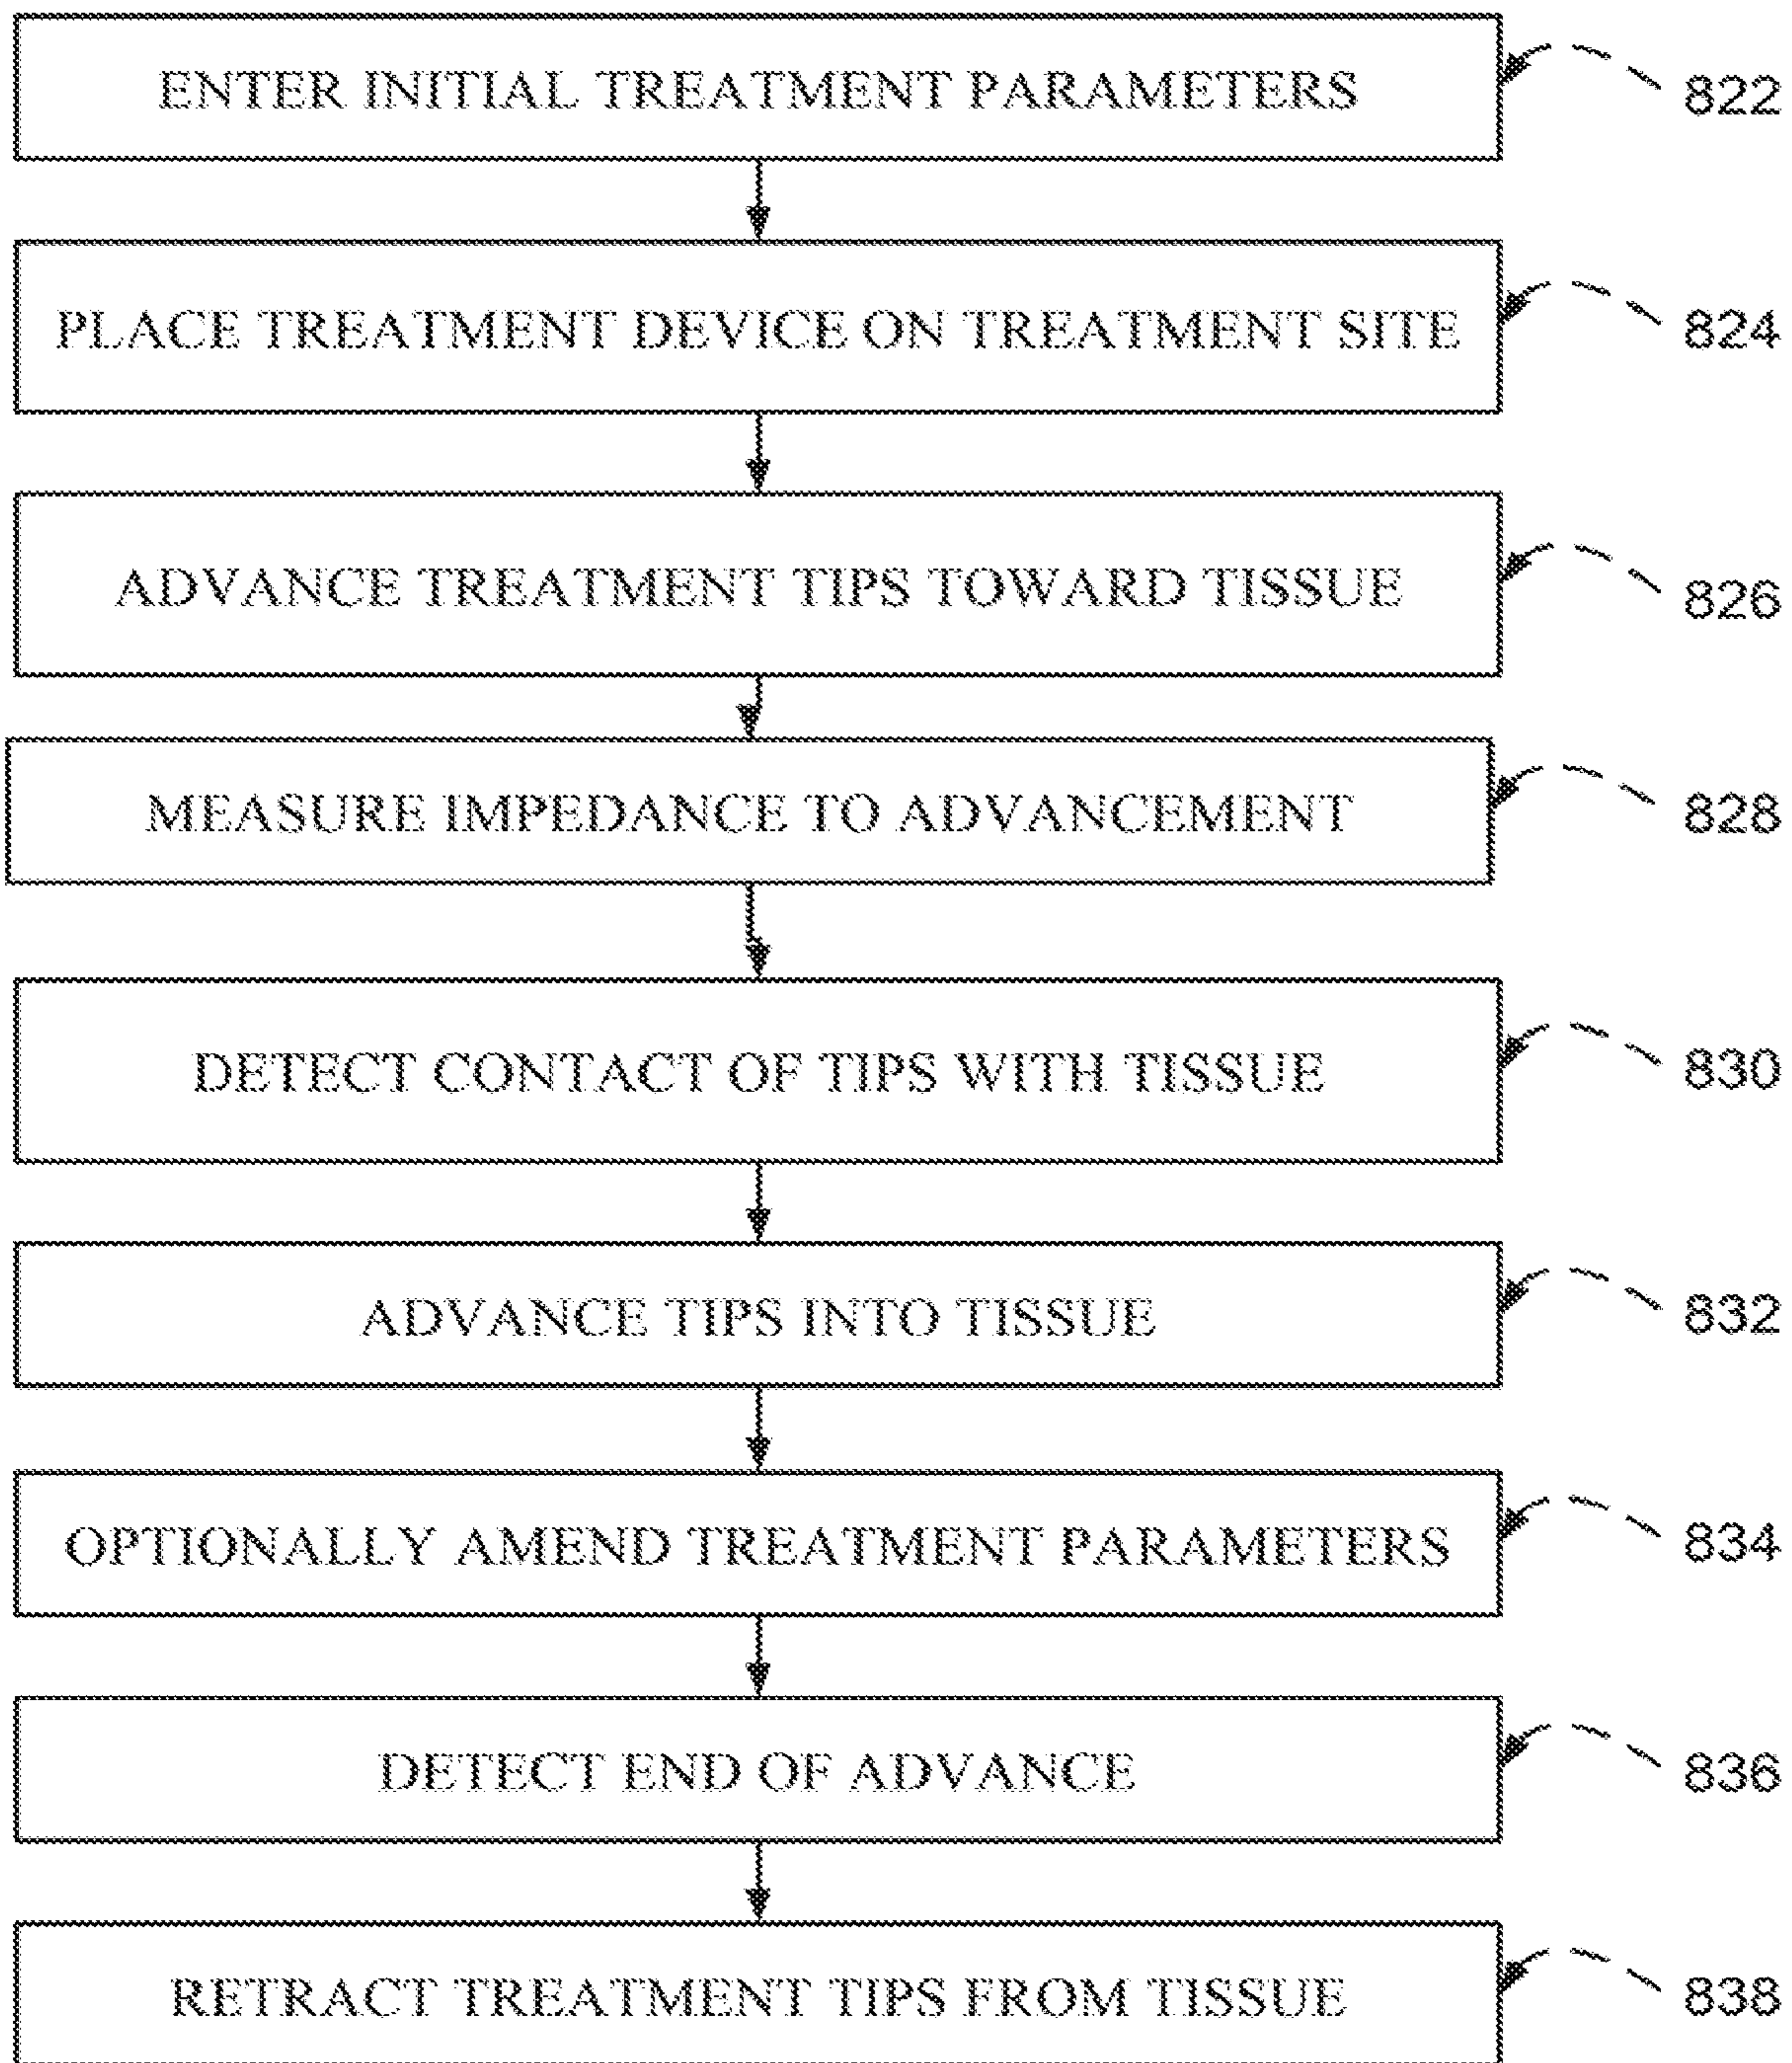 ENTER INITIAL TREATMENT PARAMETERS 822
PLACE TREATMENT DEVICE ON TREATMENT SITE 824
ADVANCE TREATMENT TIPS TOWARD TISSUE 826
MEASURE IMPEDANCE TO ADVANCEMENT 828
DETECT CONTACT OF TIPS WITH TISSUE 830
ADVANCE TIPS INTO TISSUE 832
OPTIONALLY AMEND TREATMENT PARAMETERS 834
DETECT END OF ADVANCE 836
RETRACT TREATMENT TIPS FROM TISSUE 838